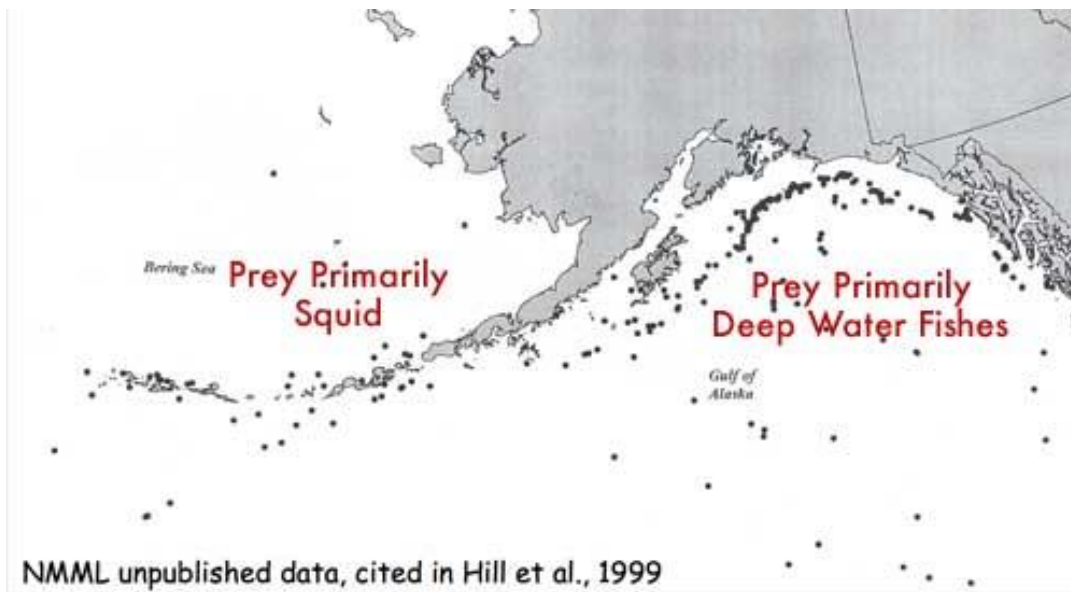 Bering Sea
Prey Primarily
Squid
Prey Primarily
Deep Water Fishes
Gulf of
Alaska
NMML unpublished data, cited in Hill et al., 1999